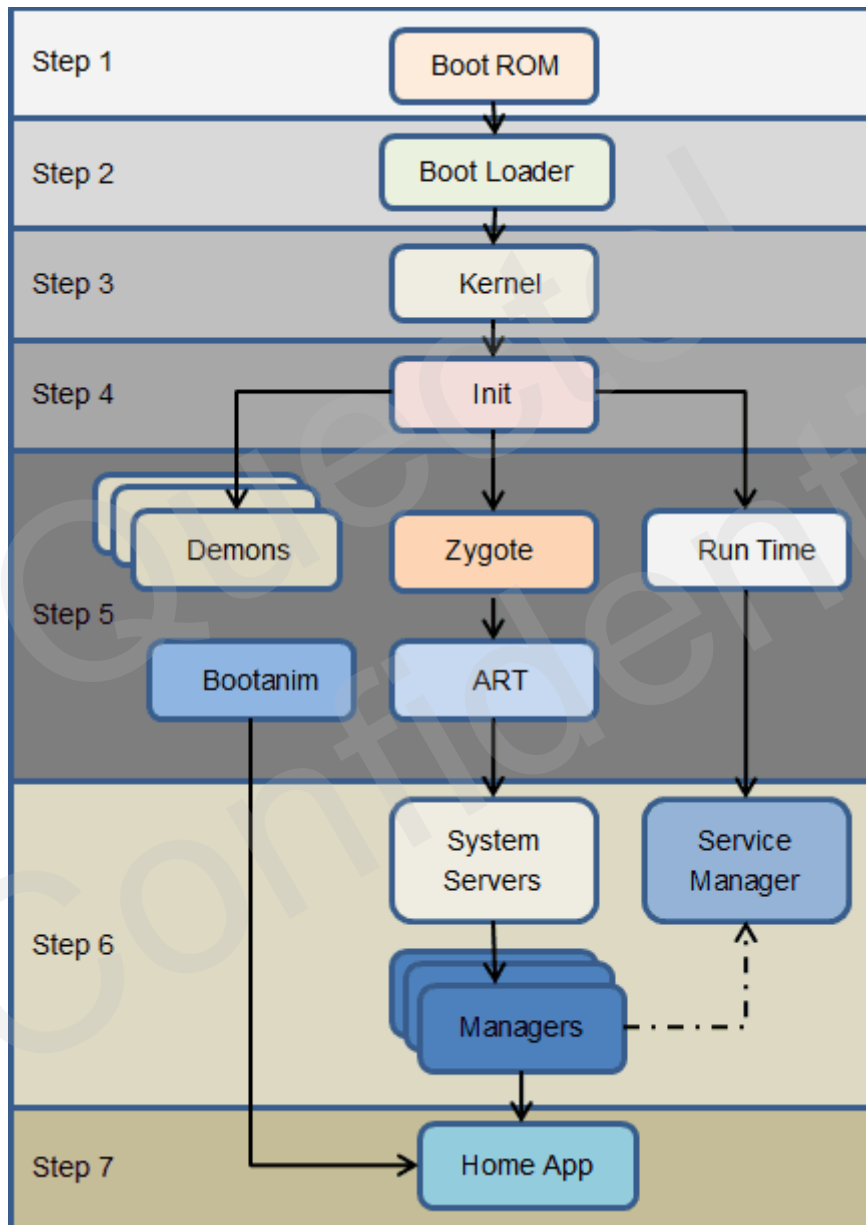 Step 1
Boot ROM
Step 2
Boot Loader
Step 3
Kernel
Step 4
Init
Step 5
Demons
Zygote
Run Time
Bootanim
ART
Step 6
System
Servers
Service
Manager
Managers
Step 7
Home App
Quectel
Confidenti